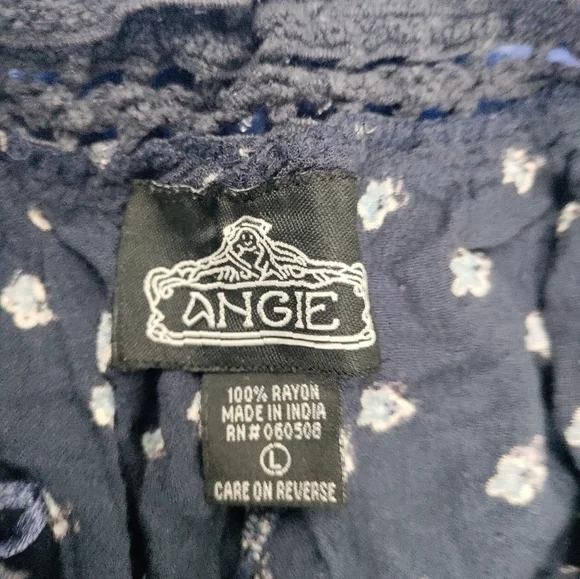 ANGIE
100% RAYON
MADE IN INDIA
RN# 060508
L
CARE ON REVERSE